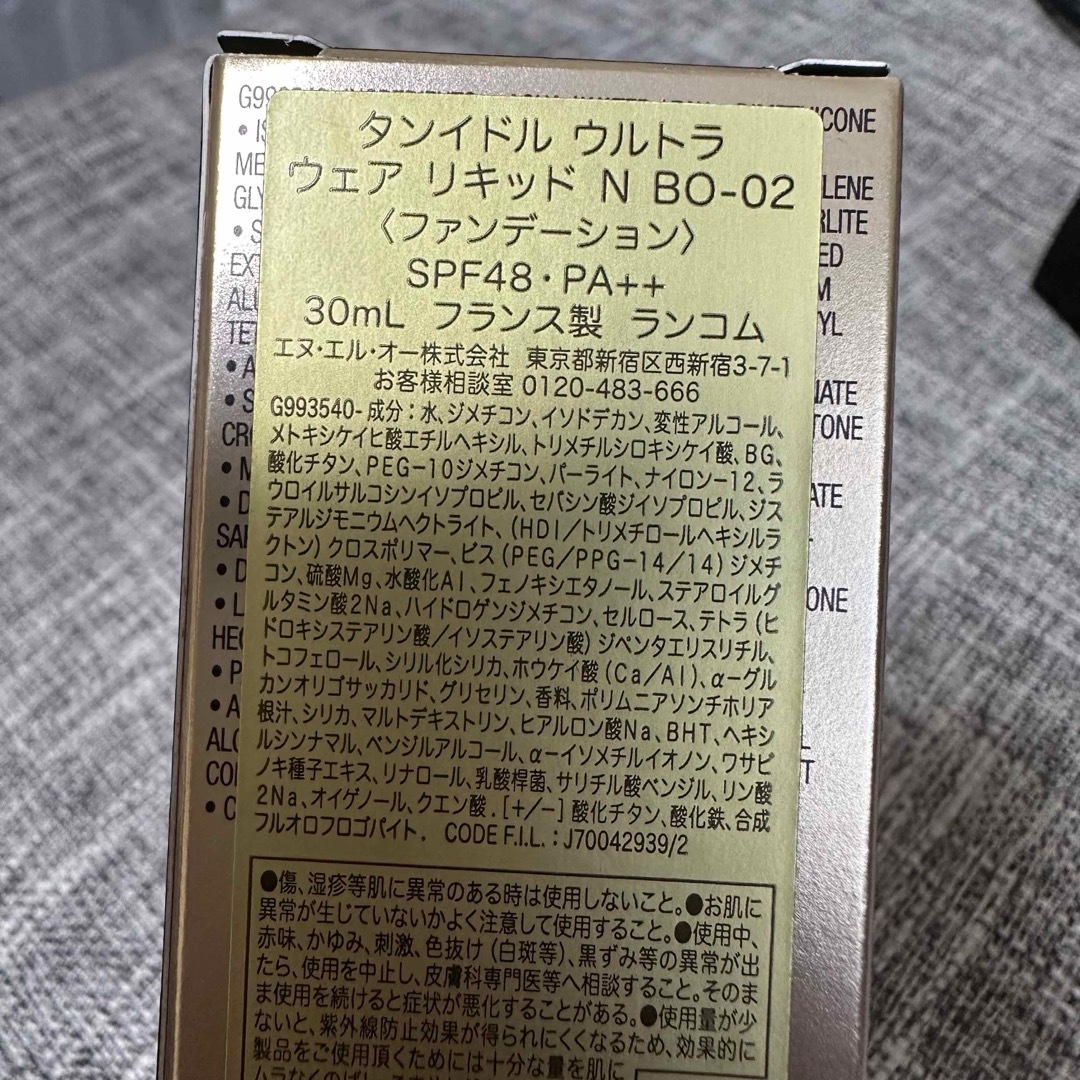 タンイドル ウルトラ
ウェア リキッド N BO-02
〈ファンデーション〉
SPF48・PA++
30mL フランス製 ランコム
エヌ・エル・オー株式会社 東京都新宿区西新宿3-7-1
お客様相談室 0120-483-666
G993540-成分：水、ジメチコン、イソドデカン、変性アルコール、
メトキシケイヒ酸エチルヘキシル、トリメチルシロキシケイ酸、BG、
酸化チタン、PEG-10ジメチコン、パーライト、ナイロン-12、ラ
ウロイルサルコシンイソプロピル、セバシン酸ジイソプロピル、ジス
テアルジモニウムヘクトライト、（HDI／トリメチロールヘキシルラ
クトン）クロスポリマー、ビス（PEG／PPG-14／14）ジメチ
コン、硫酸Mg、水酸化Al、フェノキシエタノール、ステアロイルグ
ルタミン酸2Na、ハイドロゲンジメチコン、セルロース、テトラ（ヒ
ドロキシステアリン酸／イソステアリン酸）ジペンタエリスリチル、
トコフェロール、シリル化シリカ、ホウケイ酸（Ca／Al）、α-グル
カンオリゴサッカリド、グリセリン、香料、ポリムニアソンチホリア
根汁、シリカ、マルトデキストリン、ヒアルロン酸Na、BHT、ヘキシ
ルシンナマル、ベンジルアルコール、α-イソメチルイオノン、ワサビ
ノキ種子エキス、リナロール、乳酸桿菌、サリチル酸ベンジル、リン酸
2Na、オイゲノール、クエン酸．[+/-]酸化チタン、酸化鉄、合成
フルオロフロゴパイト． CODE F.I.L.：J70042939/2
●傷、湿疹等肌に異常のある時は使用しないこと。●お肌に
異常が生じていないかよく注意して使用すること。●使用中、
赤味、かゆみ、刺激、色抜け（白斑等）、黒ずみ等の異常が出
たら、使用を中止し、皮膚科専門医等へ相談すること。そのま
ま使用を続けると症状が悪化することがある。●使用量が少
ないと、紫外線防止効果が得られにくくなるため、効果的に
製品をご使用頂くためには十分な量を肌に